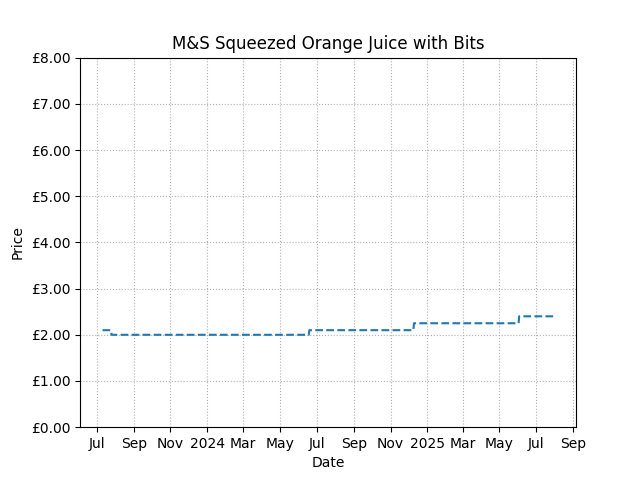 M&S Squeezed Orange Juice with Bits
£8.00
£7.00
£6.00
£5.00
£4.00
£3.00
£2.00
£1.00
£0.00
Price
Jul Sep Nov 2024 Mar May Jul Sep Nov 2025 Mar May Jul Sep
Date